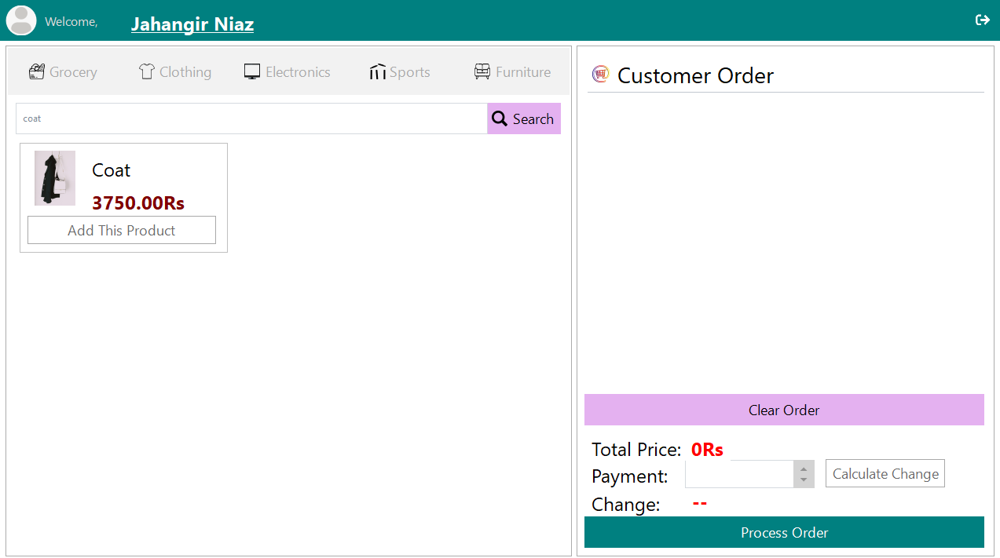 Welcome, Jahangir Niaz
Grocery Clothing Electronics Sports Furniture
coat Search
Coat
3750.00Rs
Add This Product
Customer Order
Clear Order
Total Price: 0Rs
Payment: Calculate Change
Change: --
Process Order